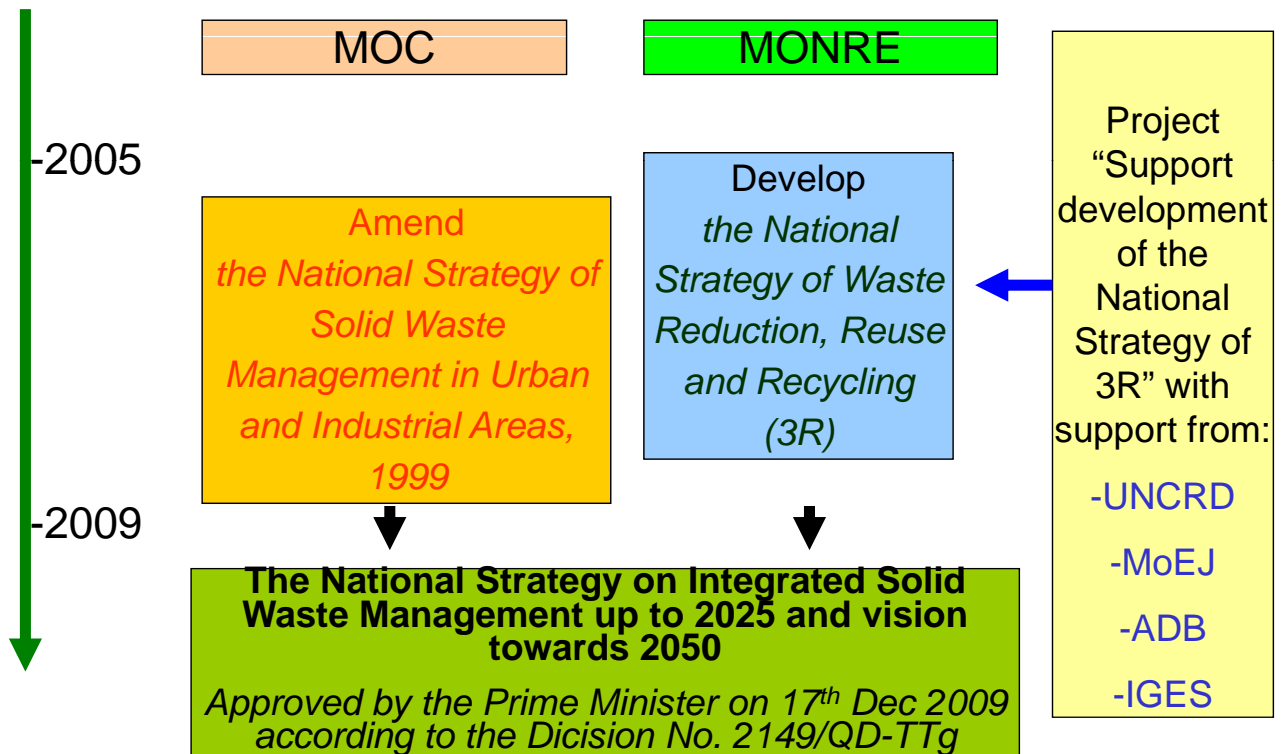 MOC
MONRE
-2005
Amend
the National Strategy of
Solid Waste
Management in Urban
and Industrial Areas,
1999
Develop
the National
Strategy of Waste
Reduction, Reuse
and Recycling
(3R)
Project
“Support
development
of the
National
Strategy of
3R” with
support from:
-UNCRD
-MoEJ
-ADB
-IGES
-2009
The National Strategy on Integrated Solid
Waste Management up to 2025 and vision
towards 2050
Approved by the Prime Minister on 17th Dec 2009
according to the Dicision No. 2149/QD-TTg